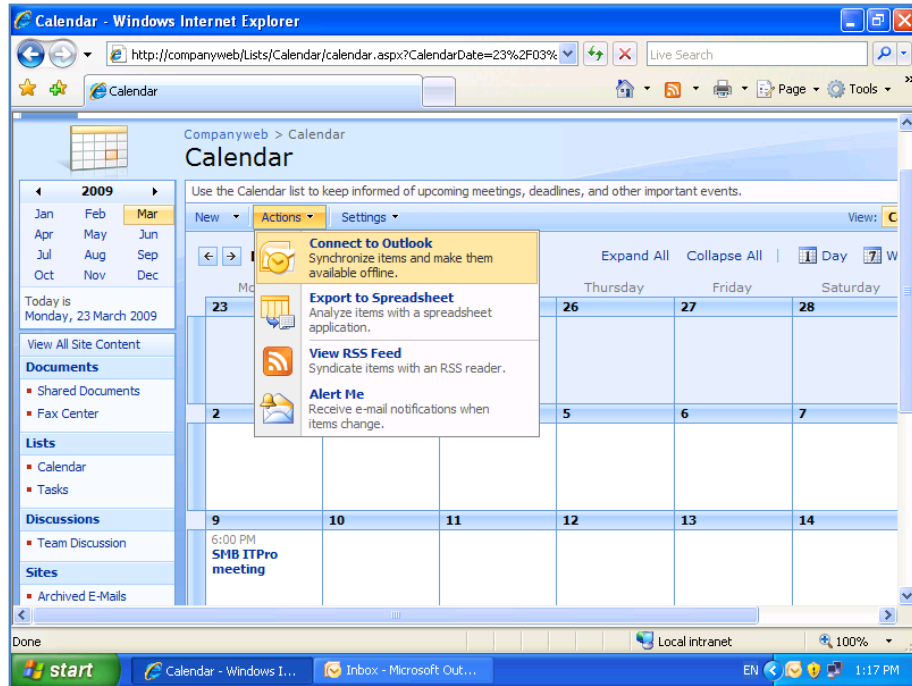 Calendar - Windows Internet Explorer
http://companyweb/Lists/Calendar/calendar.aspx?CalendarDate=23%2F03%
Live Search
Calendar
Page
Tools
Companyweb > Calendar
Calendar
2009
Jan Feb Mar
Apr May Jun
Jul Aug Sep
Oct Nov Dec
Today is
Monday, 23 March 2009
View All Site Content
Documents
Shared Documents
Fax Center
Lists
Calendar
Tasks
Discussions
Team Discussion
Sites
Archived E-Mails
Use the Calendar list to keep informed of upcoming meetings, deadlines, and other important events.
New Actions Settings View:
Connect to Outlook
Synchronize items and make them
available offline.
Export to Spreadsheet
Analyze items with a spreadsheet
application.
View RSS Feed
Syndicate items with an RSS reader.
Alert Me
Receive e-mail notifications when
items change.
Expand All Collapse All 1 Day 7 W
Thursday Friday Saturday
23 26 27 28
2 5 6 7
9 10 11 12 13 14
6:00 PM
SMB ITPro
meeting
Done
Local intranet
100%
start
Calendar - Windows I...
Inbox - Microsoft Out...
EN
1:17 PM